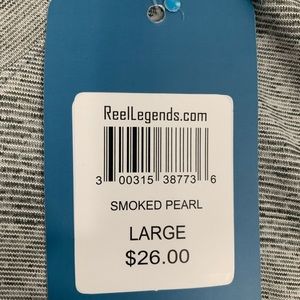 ReelLegends.com
3 00315 38773 6
SMOKED PEARL
LARGE
$26.00